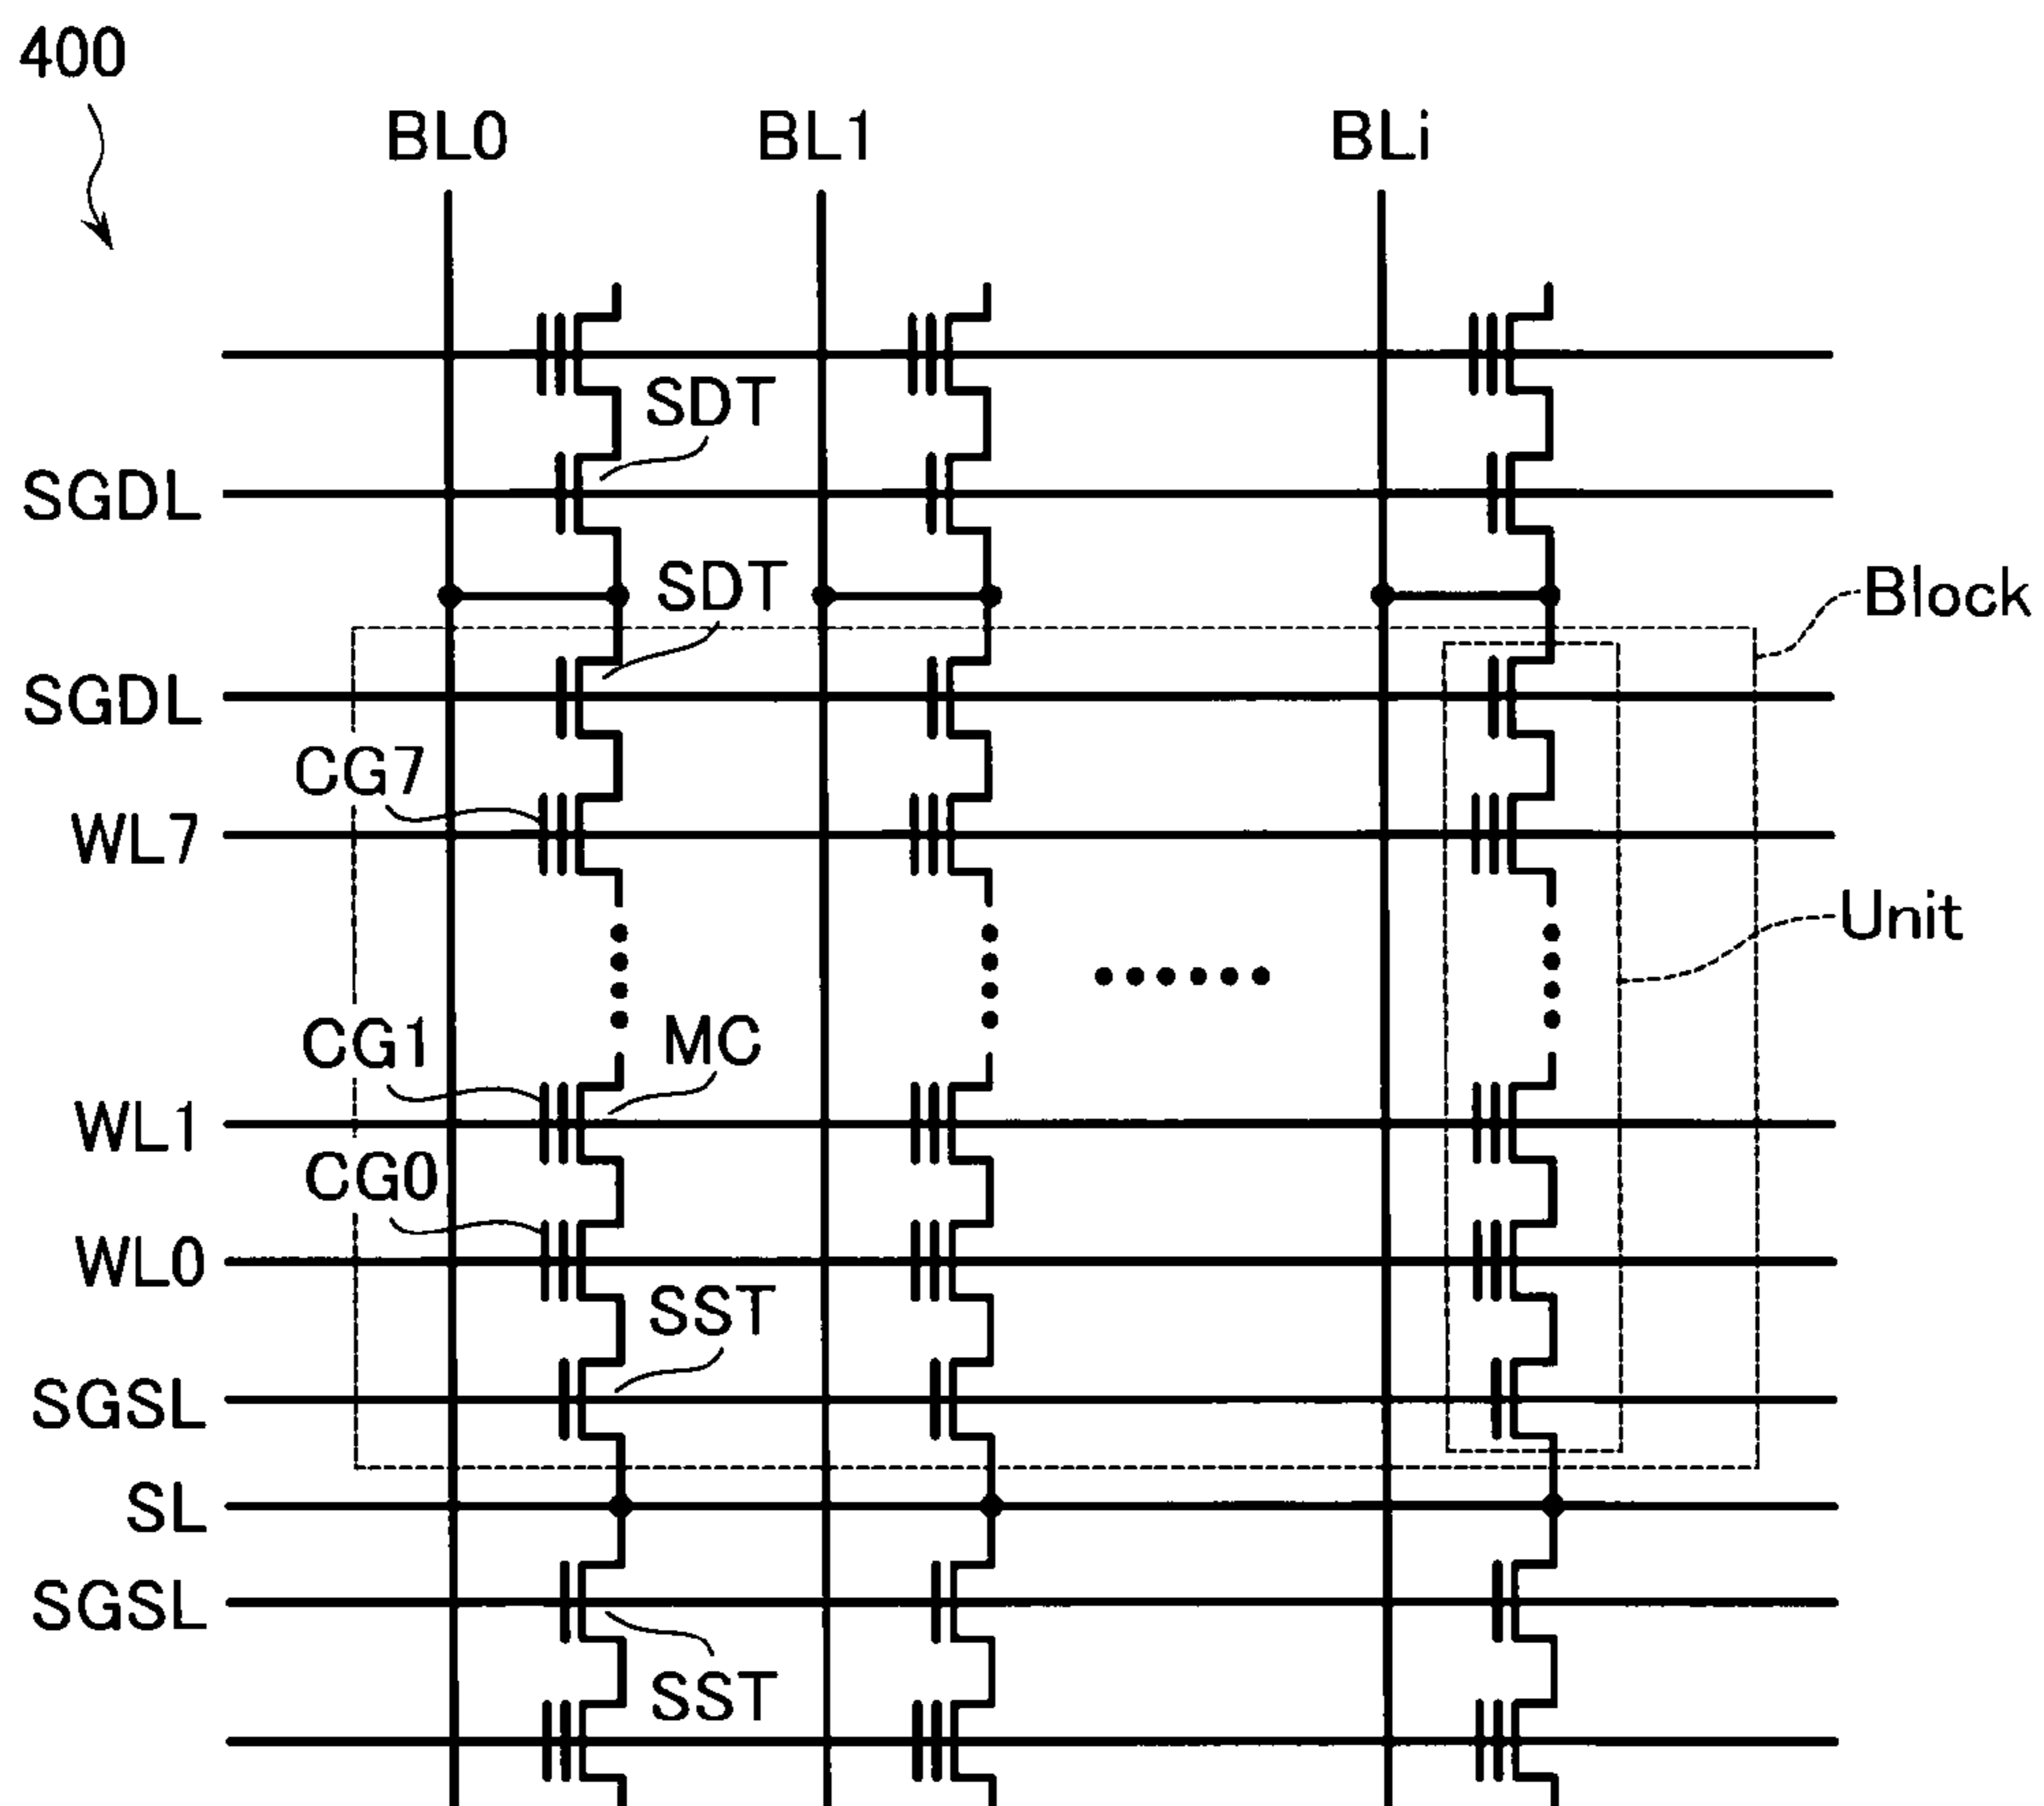 400
BL0 BL1 BLi
SDT
SGDL
SDT
Block
SGDL
CG7
WL7
Unit
CG1 MC
WL1
CG0
WL0
SST
SGSL
SL
SGSL
SST